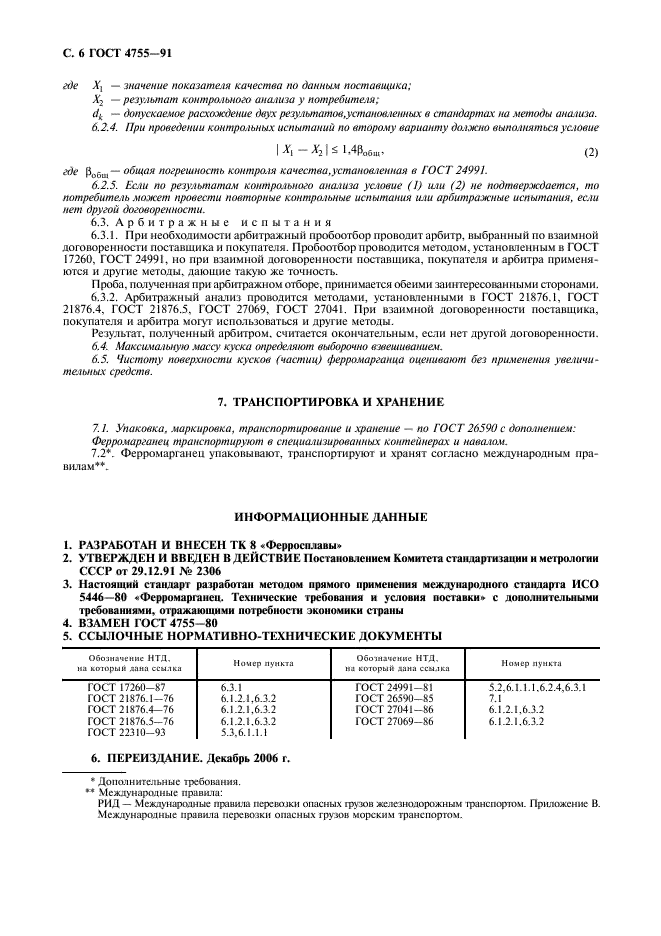 С. 6 ГОСТ 4755—91
где X₁ — значение показателя качества по данным поставщика;
X₂ — результат контрольного анализа у потребителя;
dₖ — допускаемое расхождение двух результатов,установленных в стандартах на методы анализа.
6.2.4. При проведении контрольных испытаний по второму варианту должно выполняться условие
| X₁ — X₂ | ≤ 1,4βобщ, (2)
где βобщ — общая погрешность контроля качества,установленная в ГОСТ 24991.
6.2.5. Если по результатам контрольного анализа условие (1) или (2) не подтверждается, то
потребитель может провести повторные контрольные испытания или арбитражные испытания, если
нет другой договоренности.
6.3. Арбитражные испытания
6.3.1. При необходимости арбитражный пробоотбор проводит арбитр, выбранный по взаимной
договоренности поставщика и покупателя. Пробоотбор проводится методом, установленным в ГОСТ
17260, ГОСТ 24991, но при взаимной договоренности поставщика, покупателя и арбитра применя-
ются и другие методы, дающие такую же точность.
Проба, полученная при арбитражном отборе, принимается обеими заинтересованными сторонами.
6.3.2. Арбитражный анализ проводится методами, установленными в ГОСТ 21876.1, ГОСТ
21876.4, ГОСТ 21876.5, ГОСТ 27069, ГОСТ 27041. При взаимной договоренности поставщика,
покупателя и арбитра могут использоваться и другие методы.
Результат, полученный арбитром, считается окончательным, если нет другой договоренности.
6.4. Максимальную массу куска определяют выборочно взвешиванием.
6.5. Чистоту поверхности кусков (частиц) ферромарганца оценивают без применения увеличи-
тельных средств.
7. ТРАНСПОРТИРОВКА И ХРАНЕНИЕ
7.1. Упаковка, маркировка, транспортирование и хранение — по ГОСТ 26590 с дополнением:
Ферромарганец транспортируют в специализированных контейнерах и навалом.
7.2*. Ферромарганец упаковывают, транспортируют и хранят согласно международным пра-
вилам**.
ИНФОРМАЦИОННЫЕ ДАННЫЕ
1. РАЗРАБОТАН И ВНЕСЕН ТК 8 «Ферросплавы»
2. УТВЕРЖДЕН И ВВЕДЕН В ДЕЙСТВИЕ Постановлением Комитета стандартизации и метрологии
СССР от 29.12.91 № 2306
3. Настоящий стандарт разработан методом прямого применения международного стандарта ИСО
5446—80 «Ферромарганец. Технические требования и условия поставки» с дополнительными
требованиями, отражающими потребности экономики страны
4. ВЗАМЕН ГОСТ 4755—80
5. ССЫЛОЧНЫЕ НОРМАТИВНО-ТЕХНИЧЕСКИЕ ДОКУМЕНТЫ
Обозначение НТД, на который дана ссылка | Номер пункта | Обозначение НТД, на который дана ссылка | Номер пункта
ГОСТ 17260—87 6.3.1 ГОСТ 24991—81 5.2,6.1.1.1,6.2.4,6.3.1
ГОСТ 21876.1—76 6.1.2.1,6.3.2 ГОСТ 26590—85 7.1
ГОСТ 21876.4—76 6.1.2.1,6.3.2 ГОСТ 27041—86 6.1.2.1,6.3.2
ГОСТ 21876.5—76 6.1.2.1,6.3.2 ГОСТ 27069—86 6.1.2.1,6.3.2
ГОСТ 22310—93 5.3,6.1.1.1
6. ПЕРЕИЗДАНИЕ. Декабрь 2006 г.
* Дополнительные требования.
** Международные правила:
РИД — Международные правила перевозки опасных грузов железнодорожным транспортом. Приложение В.
Международные правила перевозки опасных грузов морским транспортом.